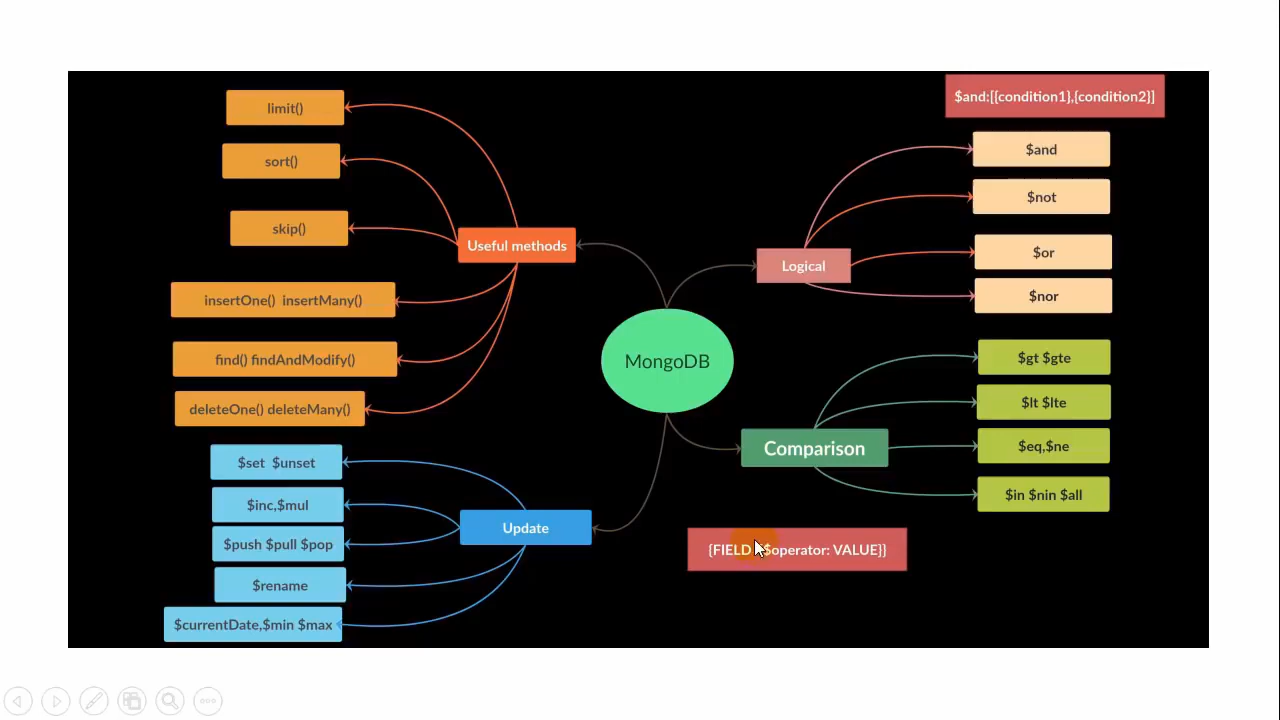 limit()
sort()
skip()
Useful methods
insertOne()  insertMany()
find() findAndModify()
deleteOne() deleteMany()
$set  $unset
$inc,$mul
$push $pull $pop
$rename
$currentDate,$min $max
Update
MongoDB
$and:[{condition1},{condition2}]
$and
$not
$or
$nor
Logical
$gt $gte
$lt $lte
$eq,$ne
$in $nin $all
Comparison
{FIELD $operator: VALUE}}